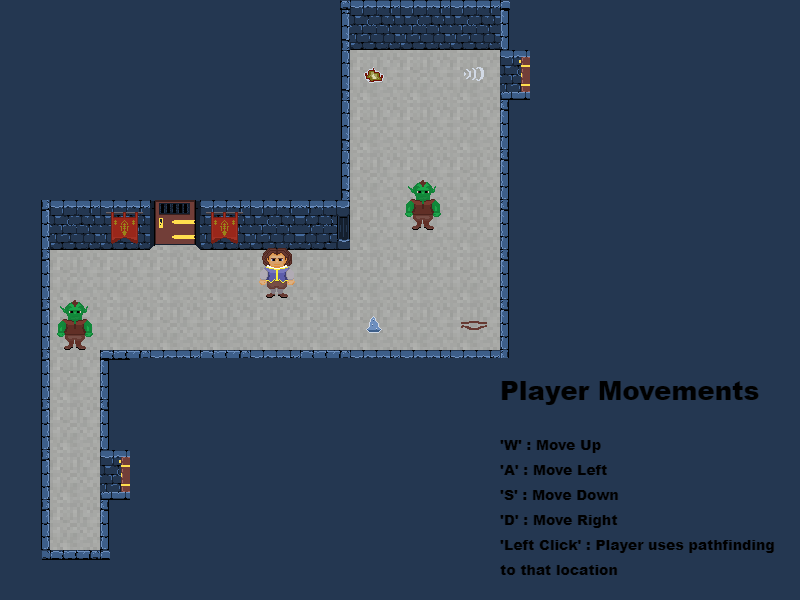 Player Movements
'W' : Move Up
'A' : Move Left
'S' : Move Down
'D' : Move Right
'Left Click' : Player uses pathfinding
to that location